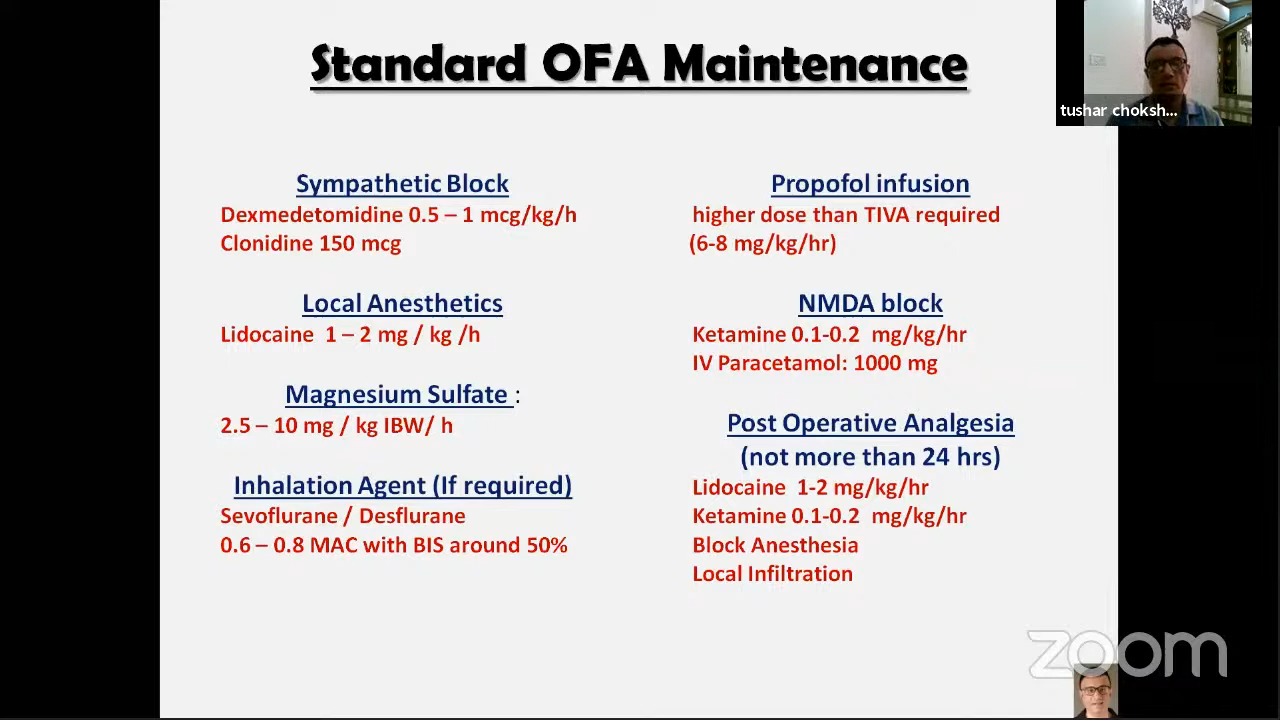 Standard OFA Maintenance
tushar choksh...
Sympathetic Block
Dexmedetomidine 0.5 – 1 mcg/kg/h
Clonidine 150 mcg
Local Anesthetics
Lidocaine 1 – 2 mg / kg /h
Magnesium Sulfate :
2.5 – 10 mg / kg IBW/ h
Inhalation Agent (If required)
Sevoflurane / Desflurane
0.6 – 0.8 MAC with BIS around 50%
Propofol infusion
higher dose than TIVA required
(6-8 mg/kg/hr)
NMDA block
Ketamine 0.1-0.2 mg/kg/hr
IV Paracetamol: 1000 mg
Post Operative Analgesia
(not more than 24 hrs)
Lidocaine 1-2 mg/kg/hr
Ketamine 0.1-0.2 mg/kg/hr
Block Anesthesia
Local Infiltration
zoom